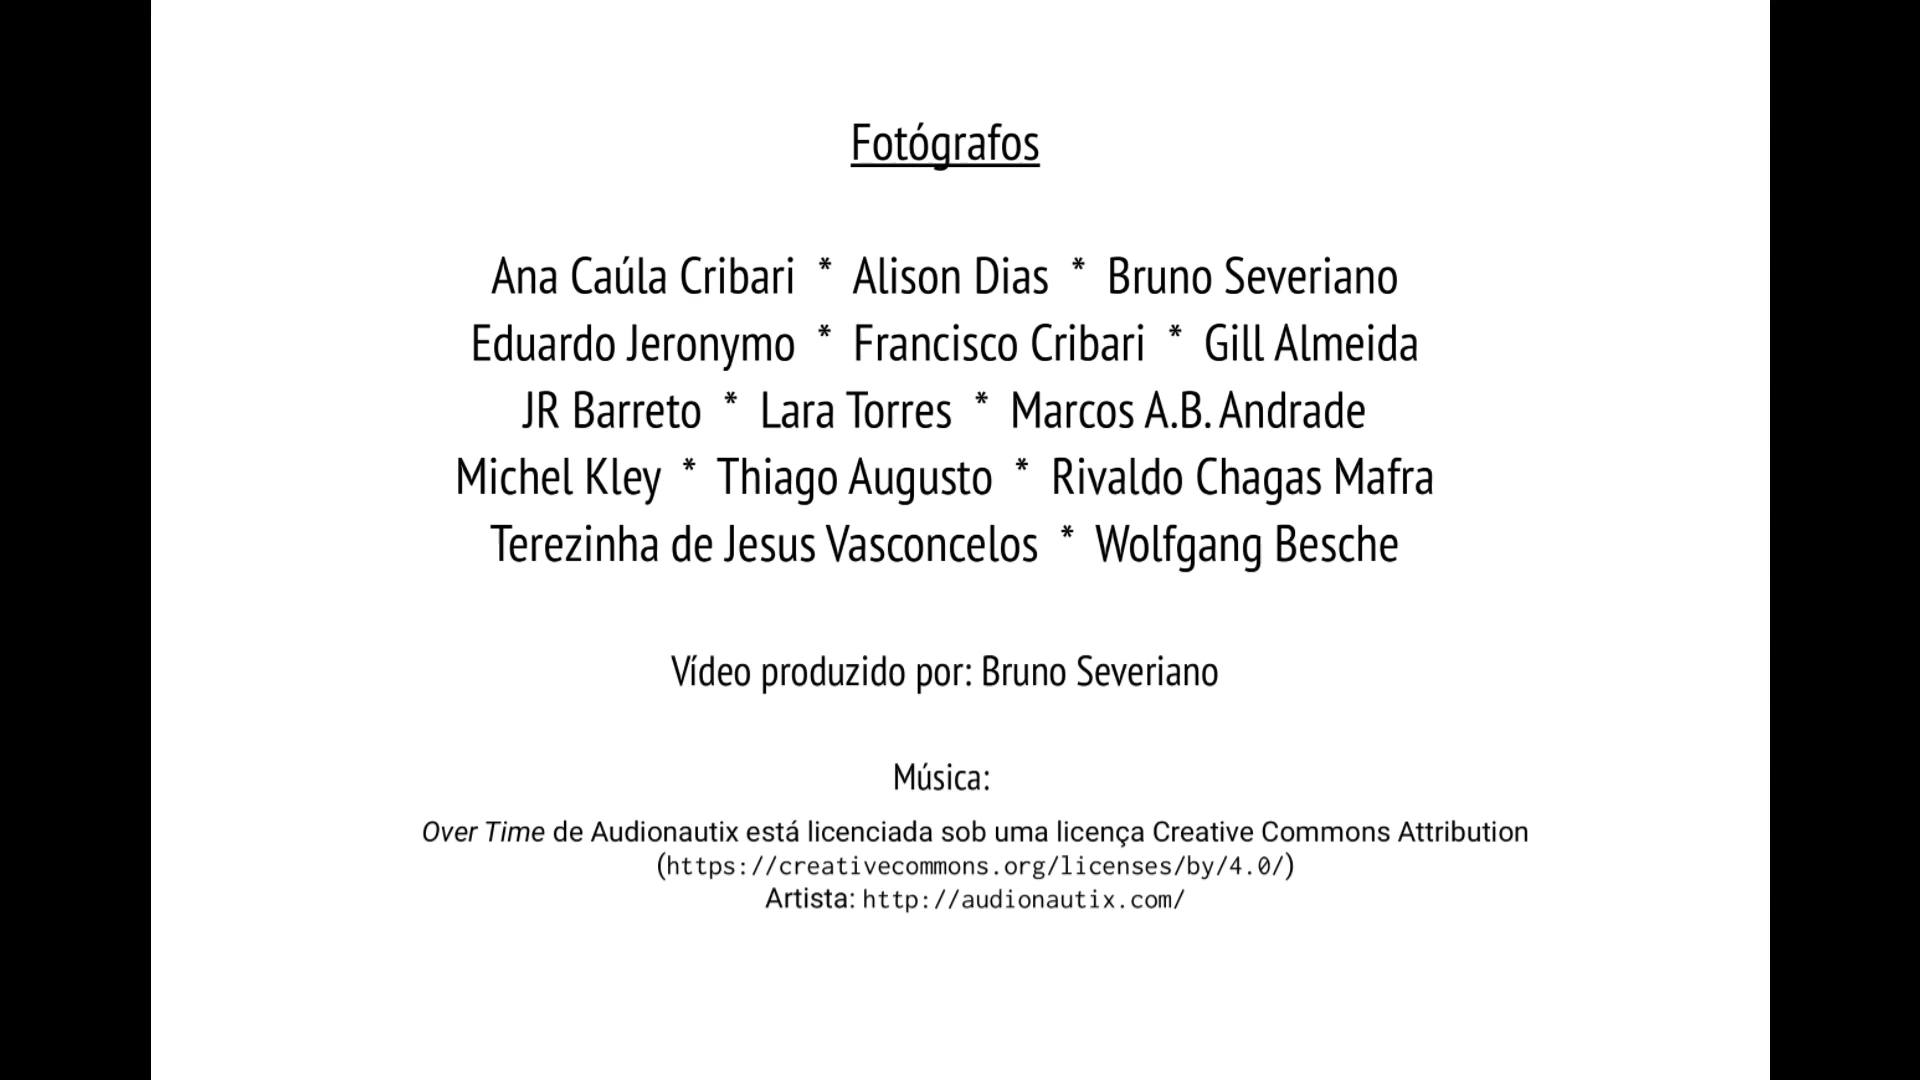 Fotógrafos
Ana Caúla Cribari * Alison Dias * Bruno Severiano
Eduardo Jeronymo * Francisco Cribari * Gill Almeida
JR Barreto * Lara Torres * Marcos A.B. Andrade
Michel Kley * Thiago Augusto * Rivaldo Chagas Mafra
Terezinha de Jesus Vasconcelos * Wolfgang Besche
Vídeo produzido por: Bruno Severiano
Música:
Over Time de Audionautix está licenciada sob uma licença Creative Commons Attribution
(https://creativecommons.org/licenses/by/4.0/)
Artista: http://audionautix.com/